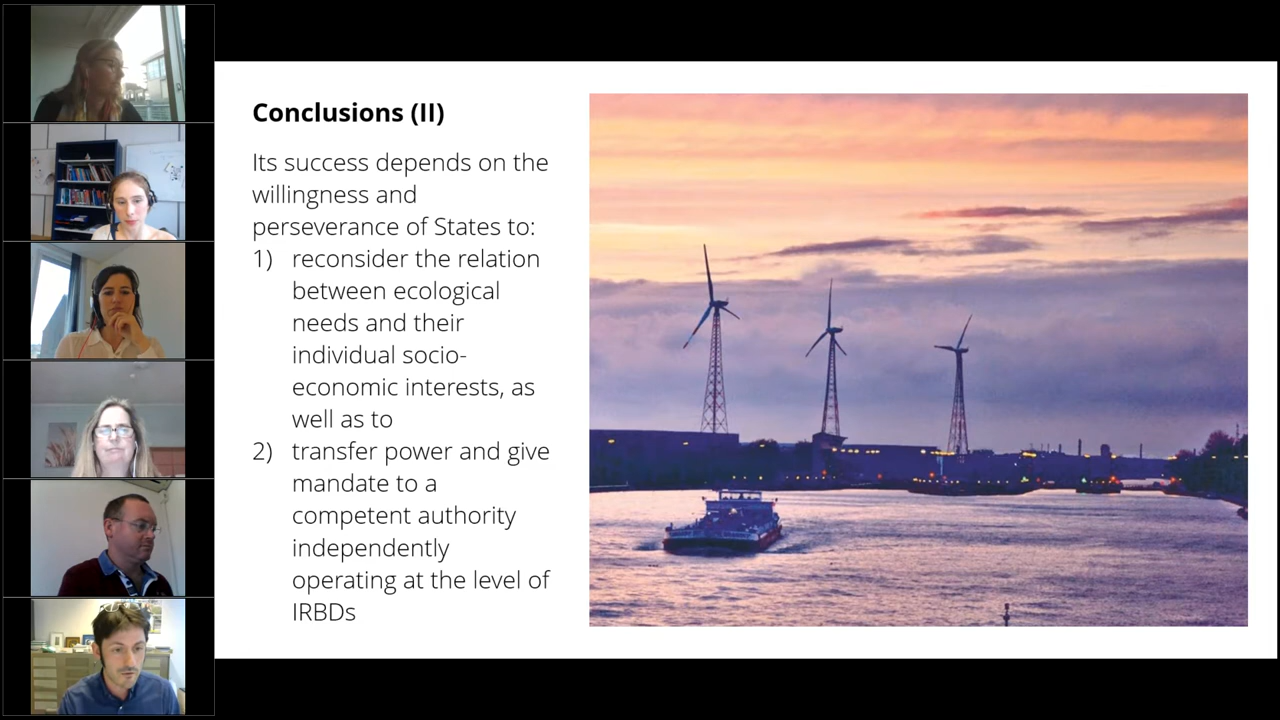 Conclusions (II)
Its success depends on the
willingness and
perseverance of States to:
1) reconsider the relation
between ecological
needs and their
individual socio-
economic interests, as
well as to
2) transfer power and give
mandate to a
competent authority
independently
operating at the level of
IRBDs